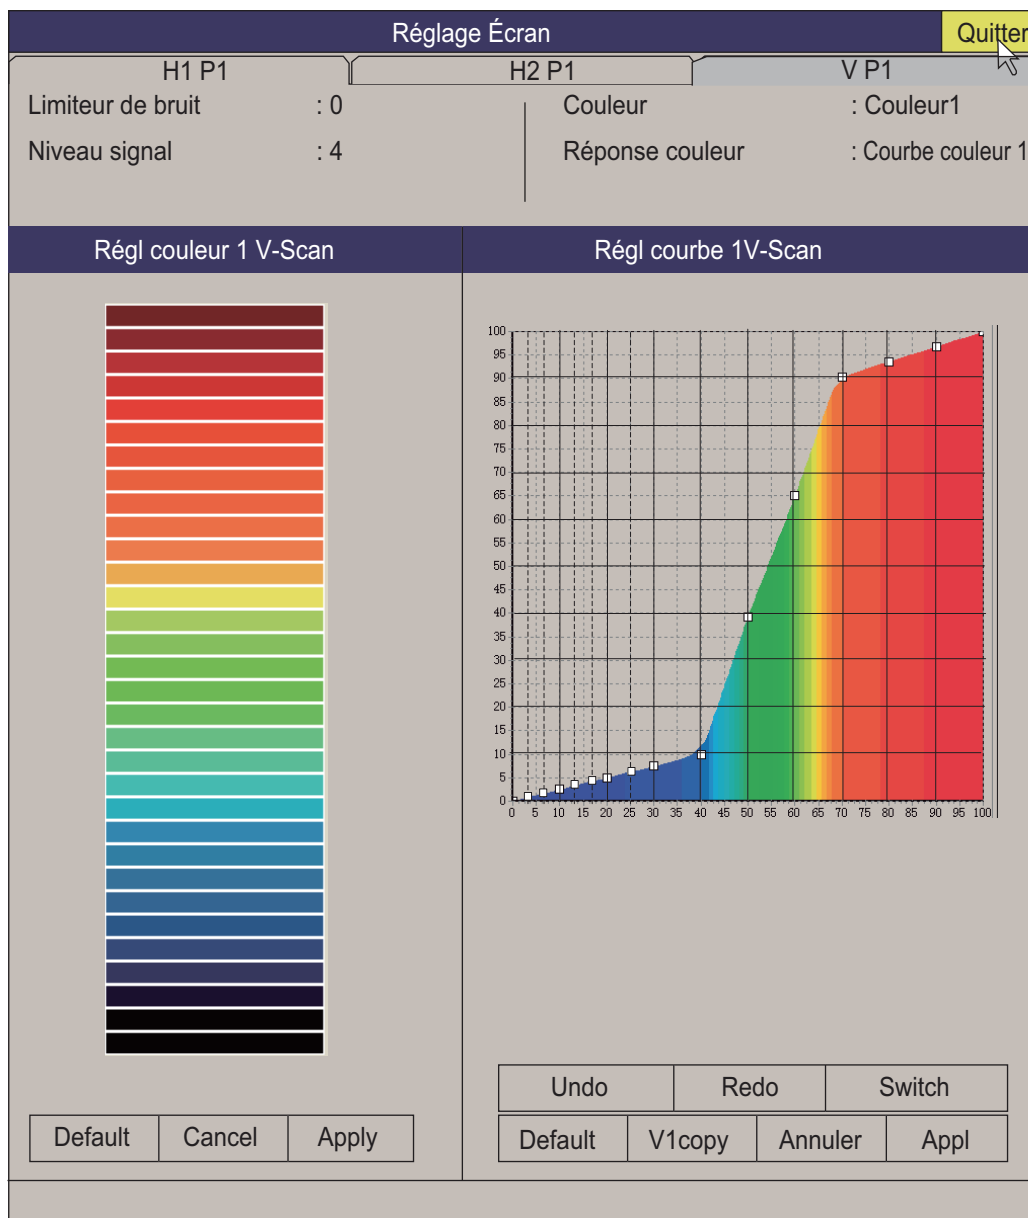 Réglage Écran
Quitter
H1 P1
H2 P1
V P1
Limiteur de bruit : 0
Couleur : Couleur1
Niveau signal : 4
Réponse couleur : Courbe couleur 1
Régl couleur 1 V-Scan
Régl courbe 1V-Scan
100
95
90
85
80
75
70
65
60
55
50
45
40
35
30
25
20
15
10
5
0
0 5 10 15 20 25 30 35 40 45 50 55 60 65 70 75 80 85 90 95 100
Undo Redo Switch
Default Cancel Apply
Default V1copy Annuler Appl